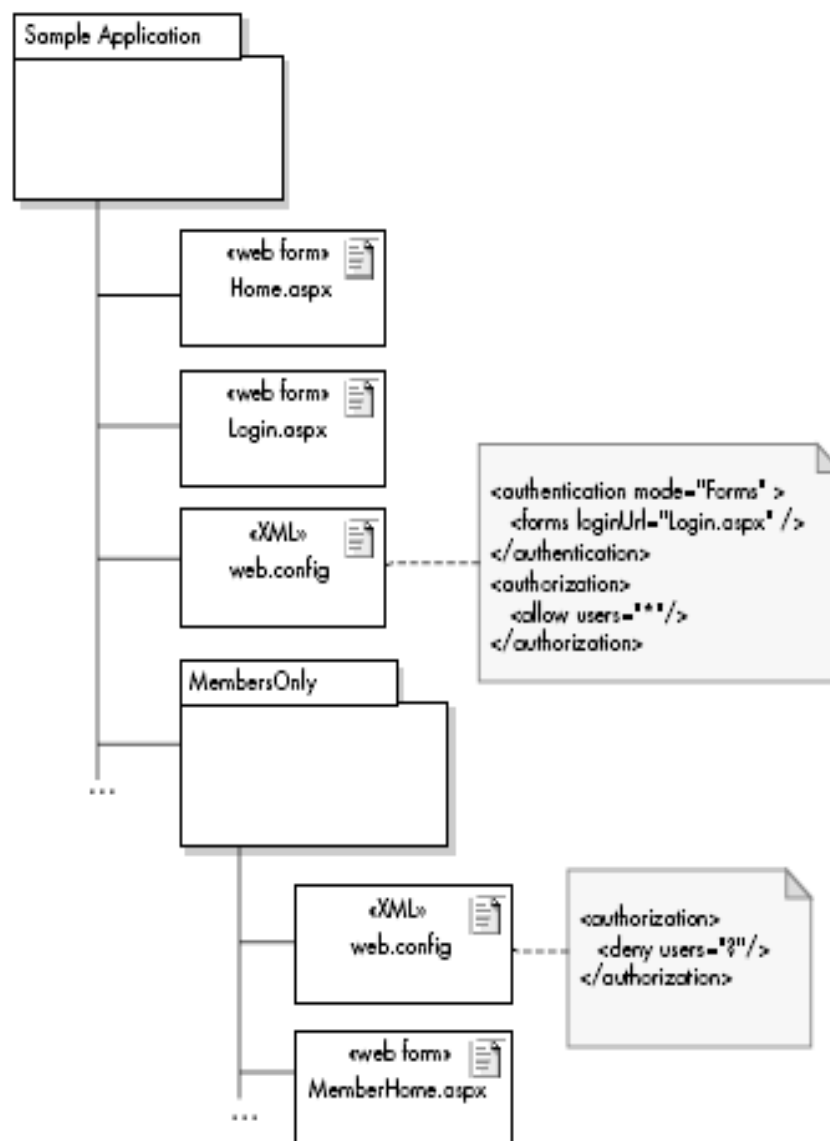 Sample Application
«web form»
Home.aspx
«web form»
Login.aspx
«XML»
web.config
<authentication mode="Forms" >
<forms loginUrl="Login.aspx" />
</authentication>
<authorization>
<allow users="*"/>
</authorization>
MembersOnly
...
«XML»
web.config
<authorization>
<deny users="?"/>
</authorization>
«web form»
MemberHome.aspx
...